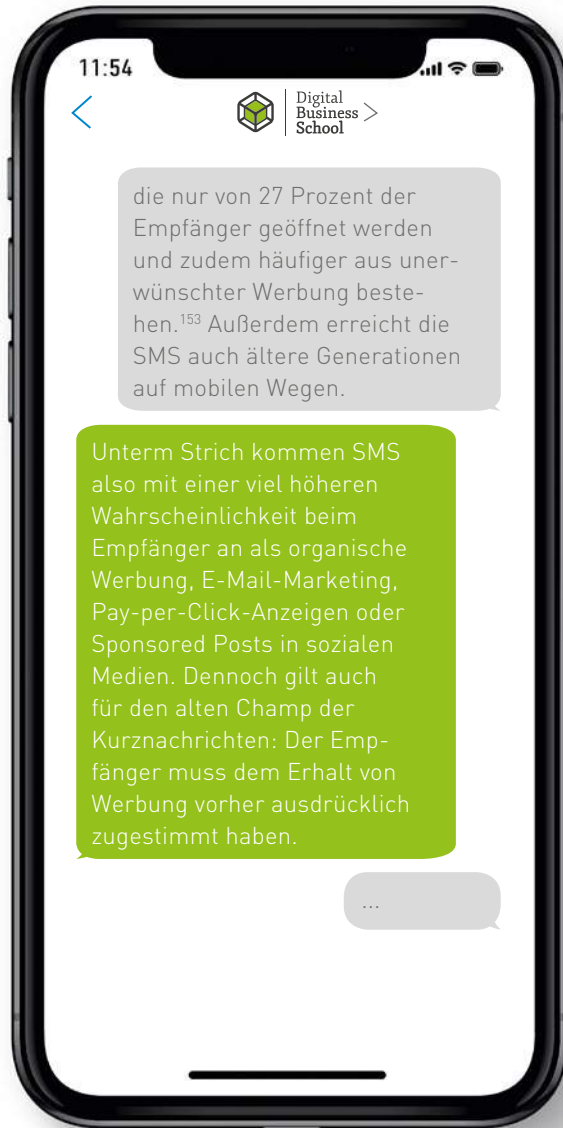 11:54
Digital
Business
School
die nur von 27 Prozent der
Empfänger geöffnet werden
und zudem häufiger aus uner-
wünschter Werbung beste-
hen.¹⁵³ Außerdem erreicht die
SMS auch ältere Generationen
auf mobilen Wegen.
Unterm Strich kommen SMS
also mit einer viel höheren
Wahrscheinlichkeit beim
Empfänger an als organische
Werbung, E-Mail-Marketing,
Pay-per-Click-Anzeigen oder
Sponsored Posts in sozialen
Medien. Dennoch gilt auch
für den alten Champ der
Kurznachrichten: Der Emp-
fänger muss dem Erhalt von
Werbung vorher ausdrücklich
zugestimmt haben.
...